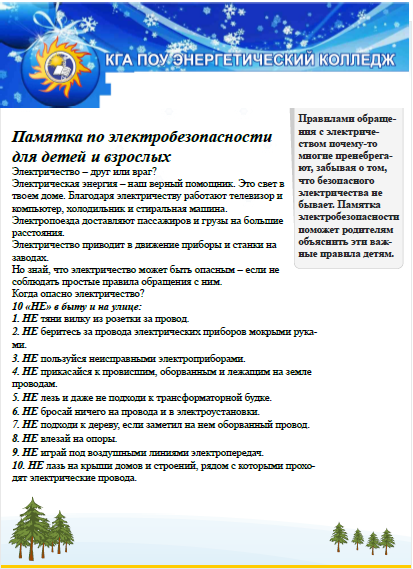 КГА ПОУ ЭНЕРГЕТИЧЕСКИЙ КОЛЛЕДЖ
Памятка по электробезопасности
для детей и взрослых
Электричество – друг или враг?
Электрическая энергия – наш верный помощник. Это свет в
твоем доме. Благодаря электричеству работают телевизор и
компьютер, холодильник и стиральная машина.
Электропоезда доставляют пассажиров и грузы на большие
расстояния.
Электричество приводит в движение приборы и станки на
заводах.
Но знай, что электричество может быть опасным – если не
соблюдать простые правила обращения с ним.
Когда опасно электричество?
10 «НЕ» в быту и на улице:
1. НЕ тяни вилку из розетки за провод.
2. НЕ беритесь за провода электрических приборов мокрыми рука-
ми.
3. НЕ пользуйся неисправными электроприборами.
4. НЕ прикасайся к провисшим, оборванным и лежащим на земле
проводам.
5. НЕ лезь и даже не подходи к трансформаторной будке.
6. НЕ бросай ничего на провода и в электроустановки.
7. НЕ подходи к дереву, если заметил на нем оборванный провод.
8. НЕ влезай на опоры.
9. НЕ играй под воздушными линиями электропередач.
10. НЕ лазь на крыши домов и строений, рядом с которыми прохо-
дят электрические провода.
Правилами обраще-
ния с электриче-
ством почему-то
многие пренебрега-
ют, забывая о том,
что безопасного
электричества не
бывает. Памятка
электробезопасности
поможет родителям
объяснить эти важ-
ные правила детям.